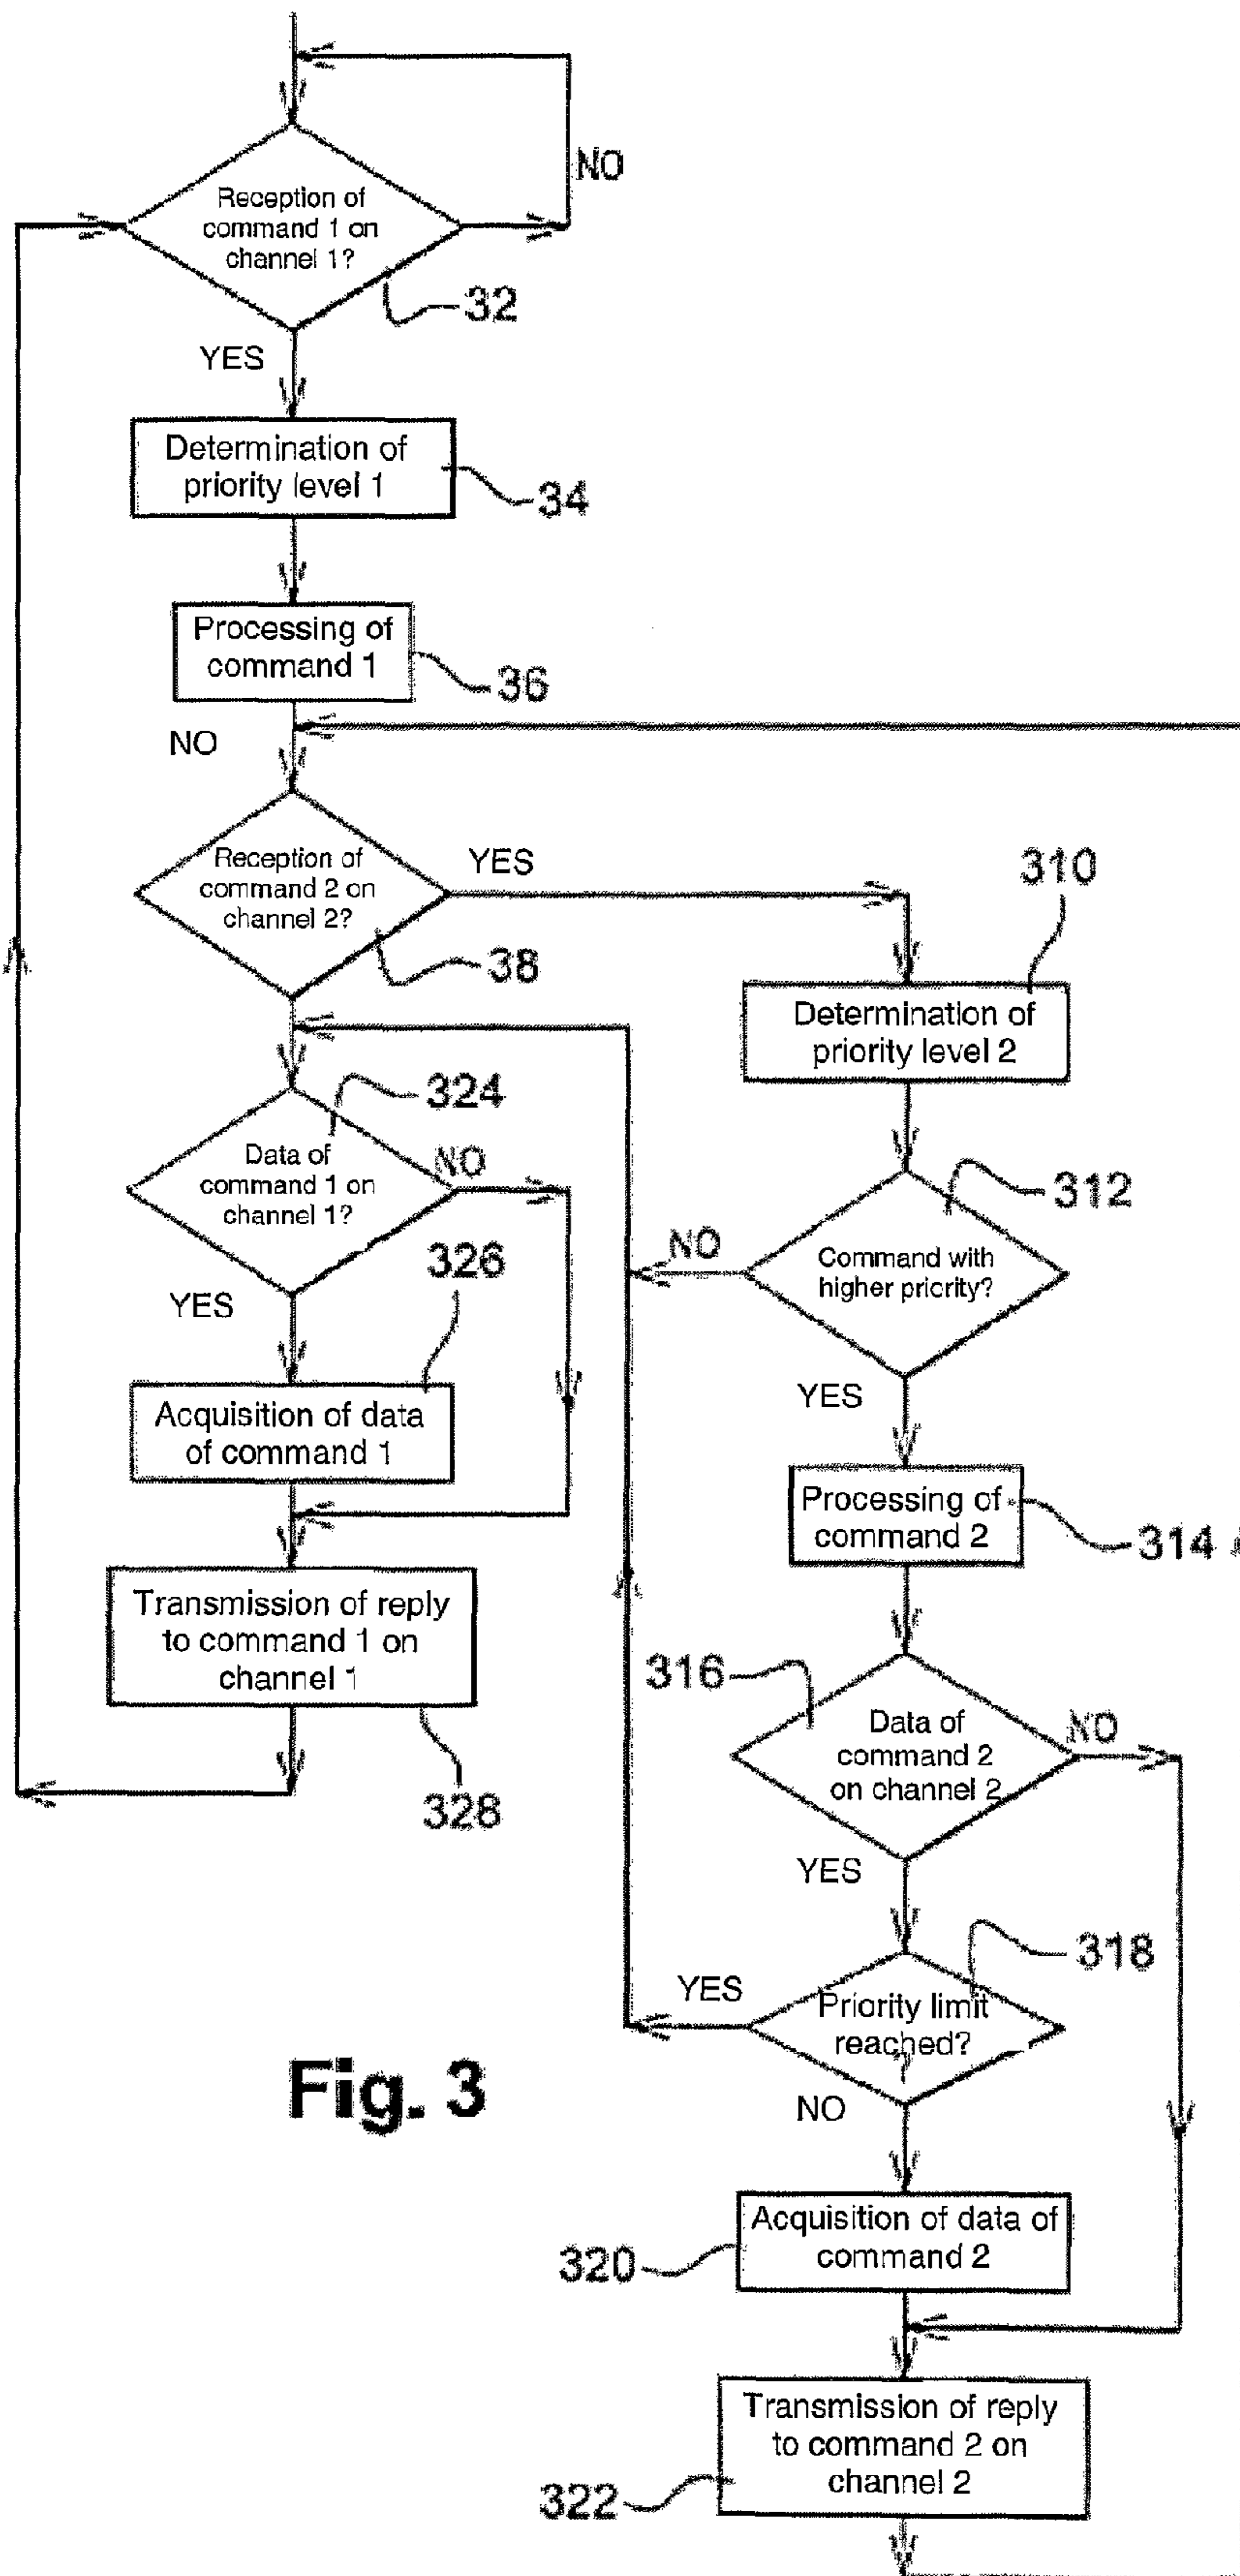 NO
Reception of
command 1 on
channel 1?
32
YES
Determination of
priority level 1
34
Processing of
command 1
36
NO
Reception of
command 2 on
channel 2?
YES
38
310
Determination of
priority level 2
324
Data of
command 1 on
channel 1?
NO
312
Command with
higher priority?
NO
326
YES
YES
Acquisition of data
of command 1
Processing of
command 2
314
Transmission of reply
to command 1 on
channel 1
328
316
Data of
command 2
on channel 2
NO
YES
318
Priority limit
reached?
YES
NO
Fig. 3
Acquisition of data of
command 2
320
Transmission of reply
to command 2 on
channel 2
322